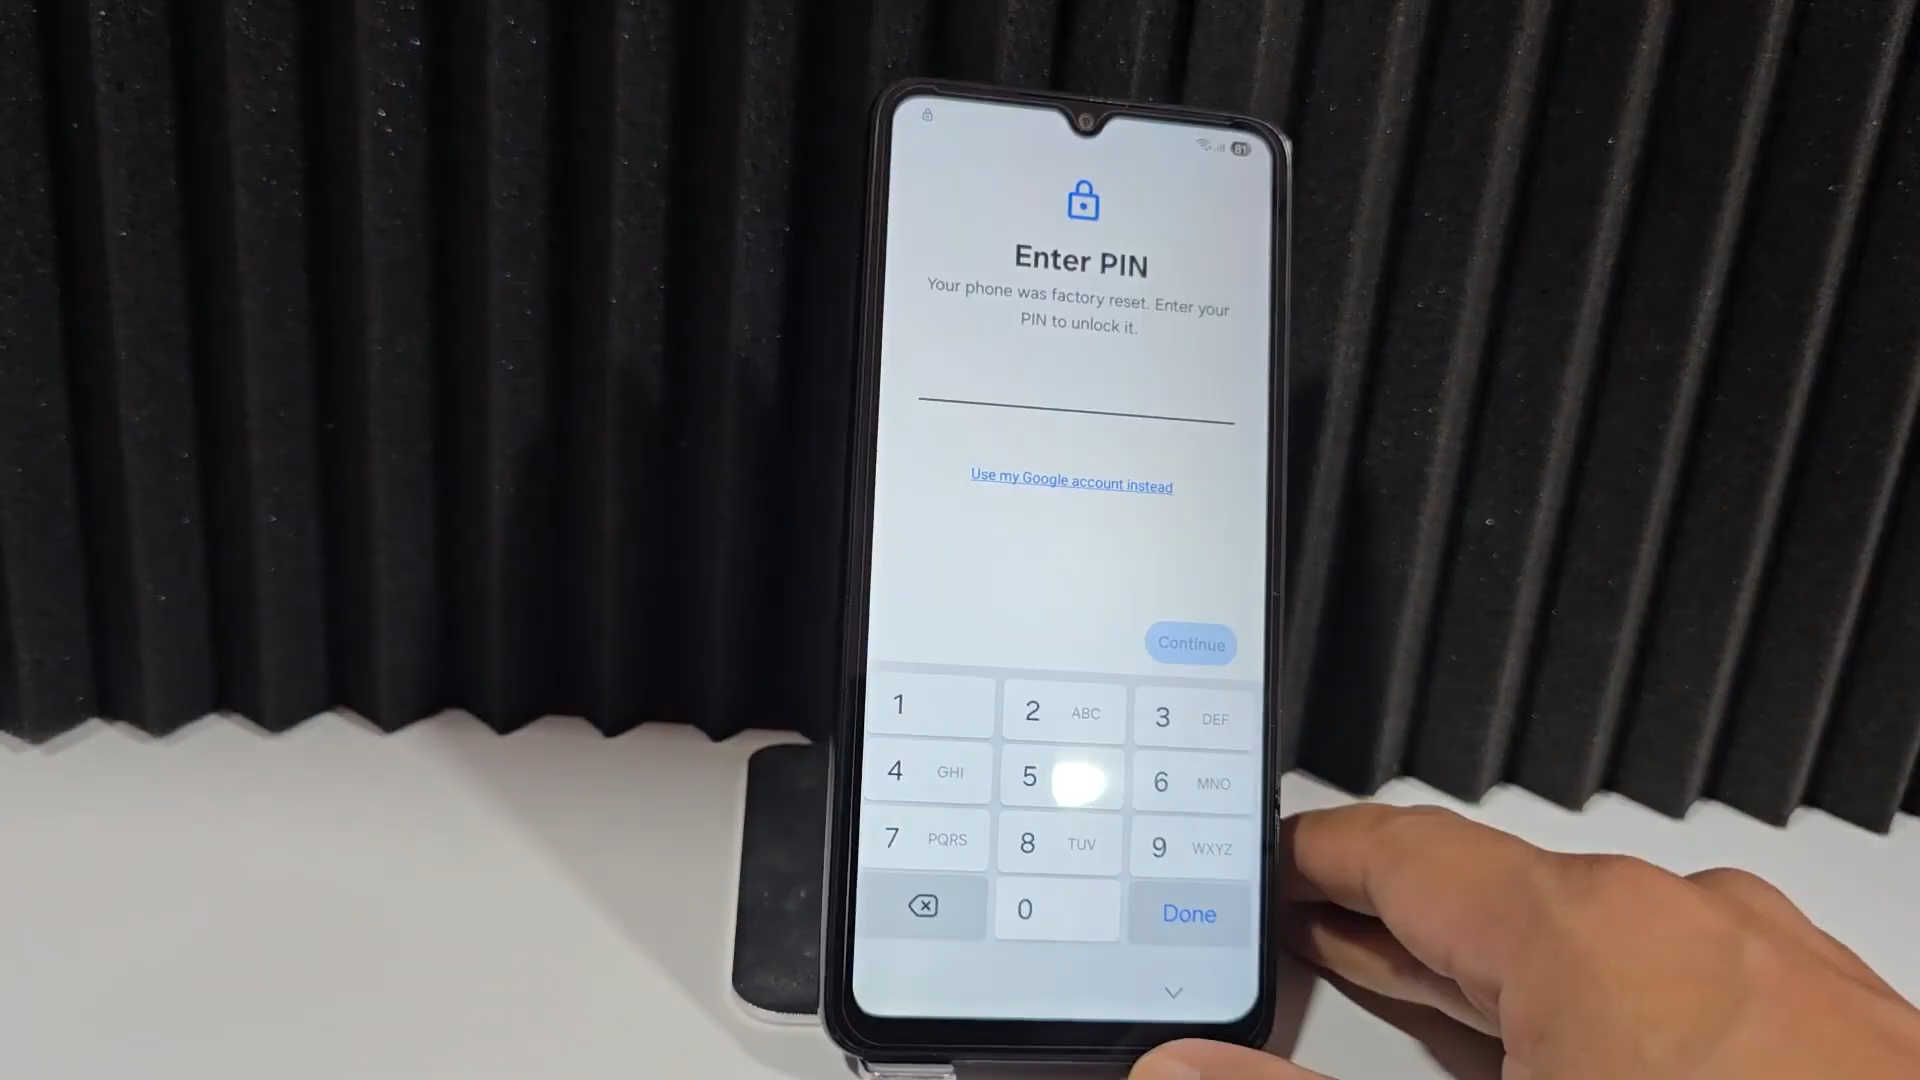 81
Enter PIN
Your phone was factory reset. Enter your
PIN to unlock it.
Use my Google account instead
Continue
1
2 ABC
3 DEF
4 GHI
5
6 MNO
7 PQRS
8 TUV
9 WXYZ
0
Done